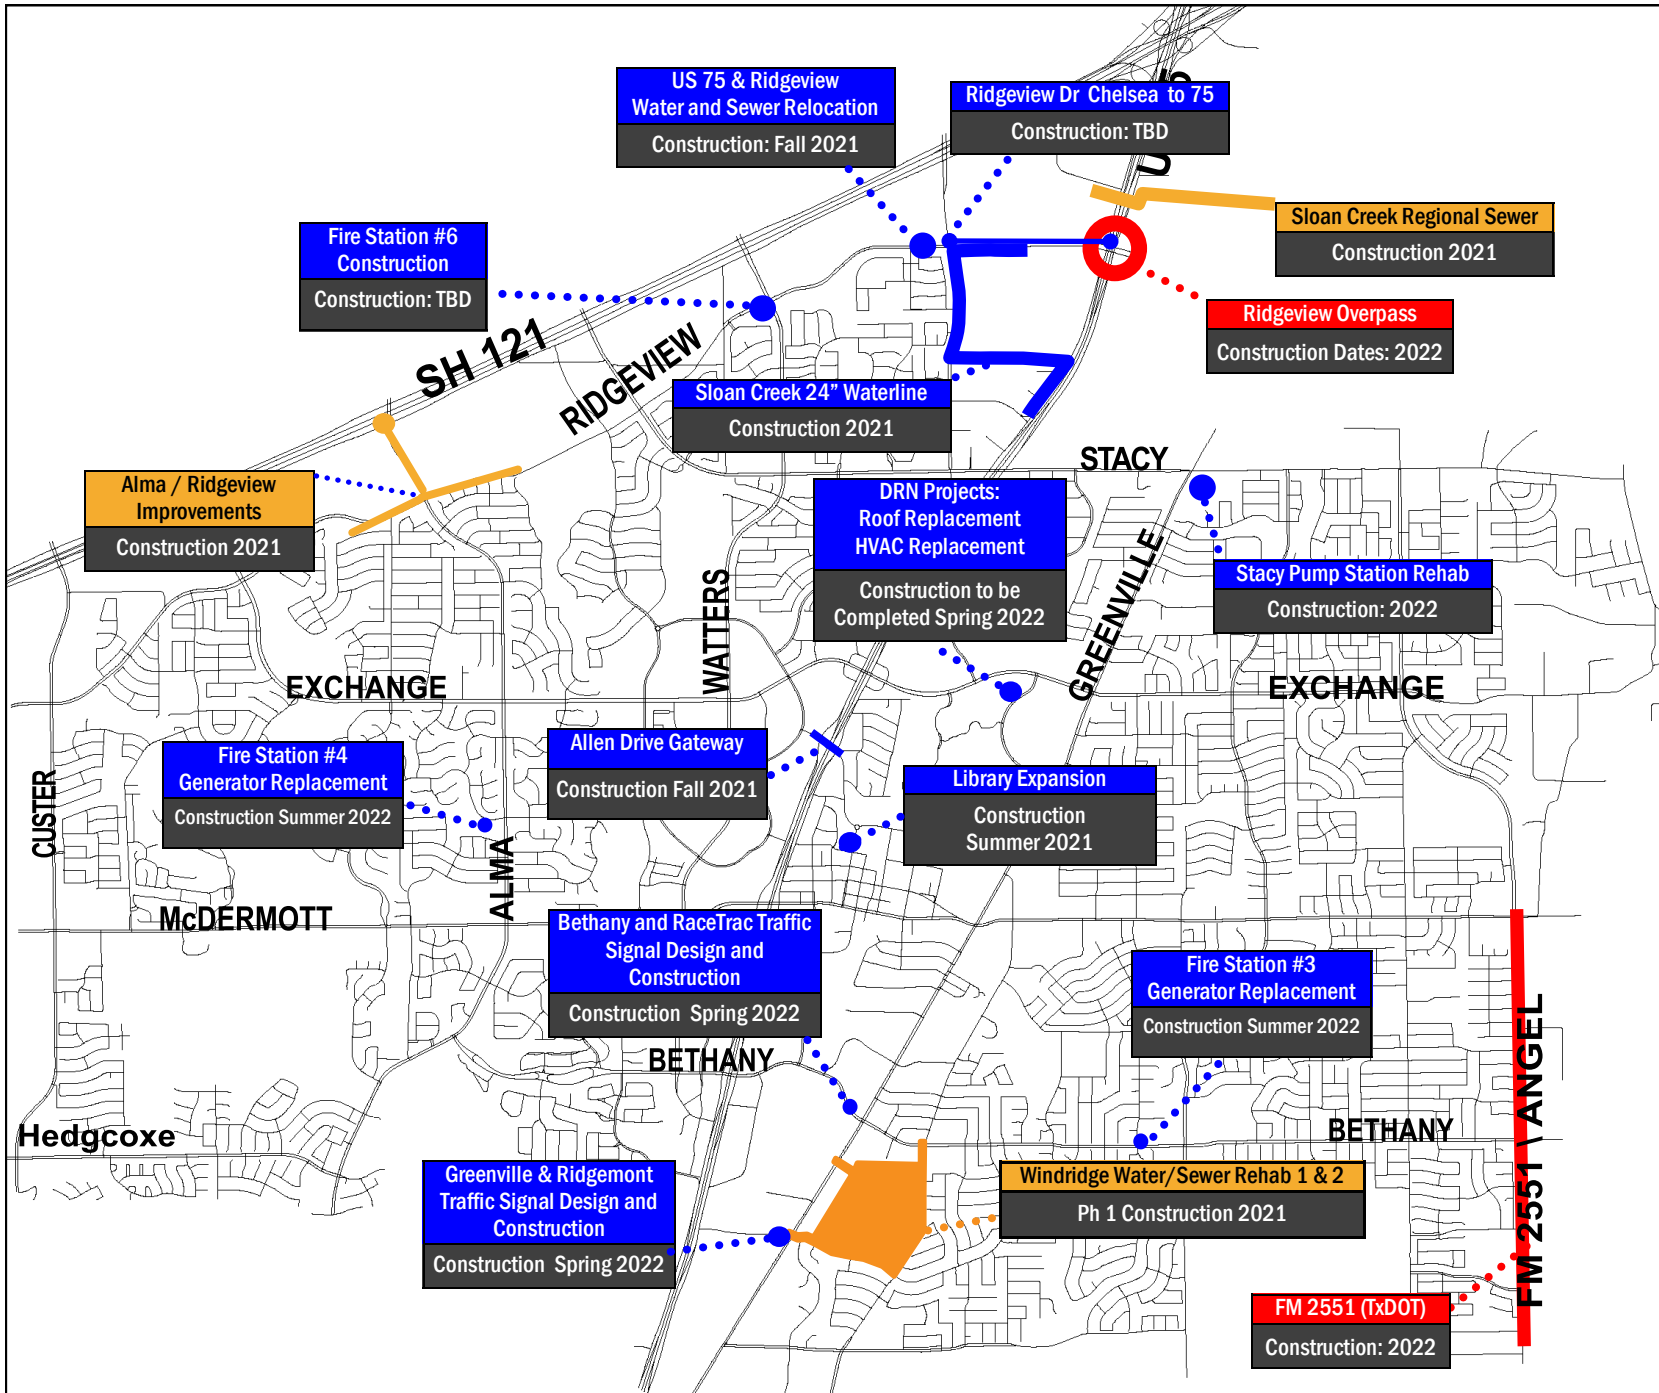 US 75 & Ridgeview
Water and Sewer Relocation
Construction: Fall 2021
Ridgeview Dr Chelsea to 75
Construction: TBD
Sloan Creek Regional Sewer
Construction 2021
Fire Station #6
Construction
Construction: TBD
Ridgeview Overpass
Construction Dates: 2022
SH 121
RIDGEVIEW
Sloan Creek 24” Waterline
Construction 2021
STACY
Alma / Ridgeview
Improvements
Construction 2021
DRN Projects:
Roof Replacement
HVAC Replacement
Construction to be
Completed Spring 2022
GREENVILLE
Stacy Pump Station Rehab
Construction: 2022
WATTERS
EXCHANGE
EXCHANGE
Fire Station #4
Generator Replacement
Construction Summer 2022
Allen Drive Gateway
Construction Fall 2021
Library Expansion
Construction
Summer 2021
CUSTER
ALMA
McDERMOTT
Bethany and RaceTrac Traffic
Signal Design and
Construction
Construction Spring 2022
Fire Station #3
Generator Replacement
Construction Summer 2022
BETHANY
Hedgcoxe
BETHANY
FM 2551 \ ANGEL
Greenville & Ridgemont
Traffic Signal Design and
Construction
Construction Spring 2022
Windridge Water/Sewer Rehab 1 & 2
Ph 1 Construction 2021
FM 2551 (TxDOT)
Construction: 2022